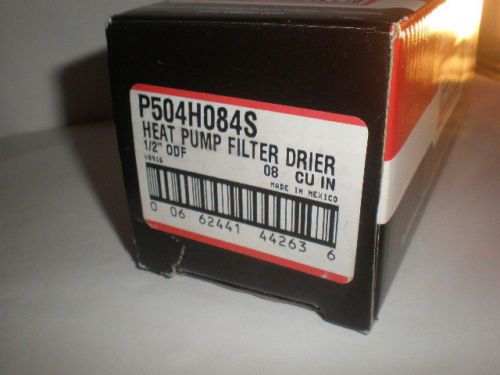 P504H084S
HEAT PUMP FILTER DRIER
1/2" ODF 08 CU IN
MADE IN MEXICO
0 06 62441 44263 6